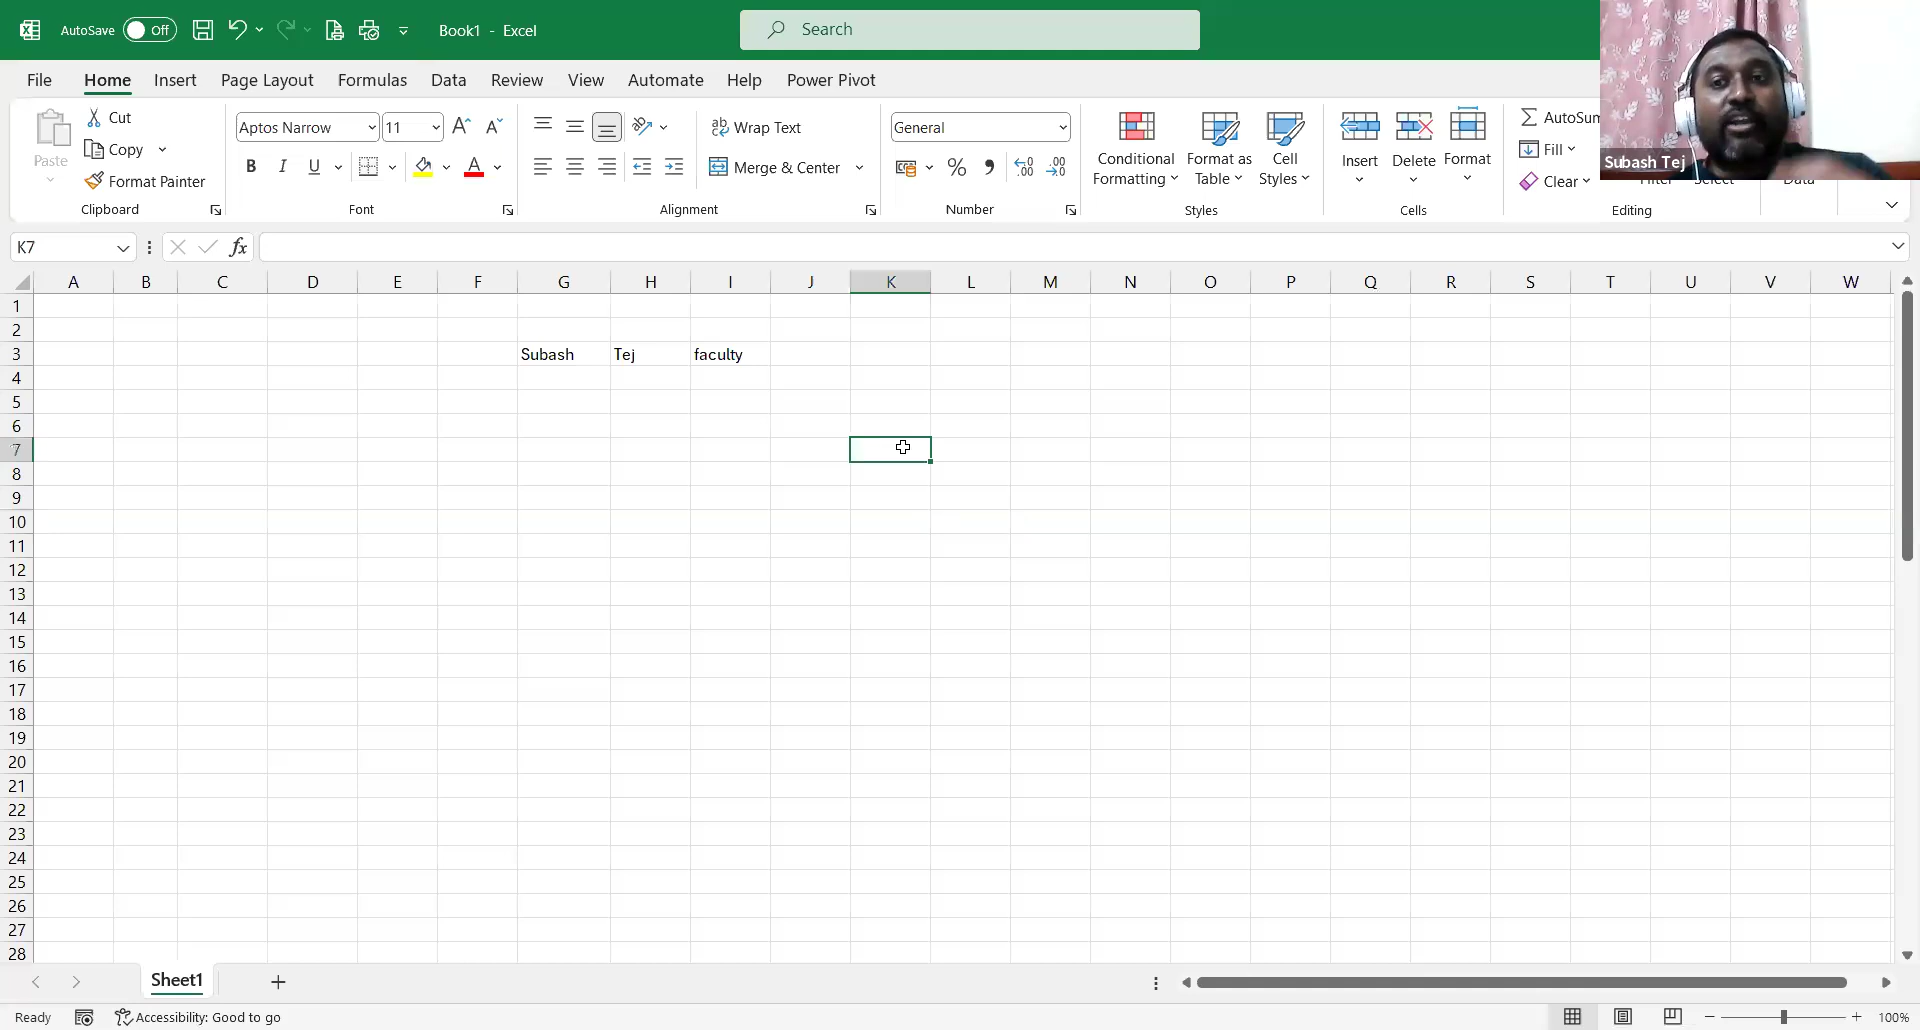 AutoSave Off Book1 - Excel Search
File Home Insert Page Layout Formulas Data Review View Automate Help Power Pivot
Paste Cut Copy Format Painter Clipboard
Aptos Narrow 11 B I U A Font
Wrap Text Merge & Center Alignment
General % Number
Conditional Formatting Format as Table Cell Styles Styles
Insert Delete Format Cells
AutoSum Fill Clear Editing
Subash Tej
K7 fx
A B C D E F G H I J K L M N O P Q R S T U V W
1
2
3 Subash Tej faculty
4
5
6
7
8
9
10
11
12
13
14
15
16
17
18
19
20
21
22
23
24
25
26
27
28
Sheet1
Ready Accessibility: Good to go 100%